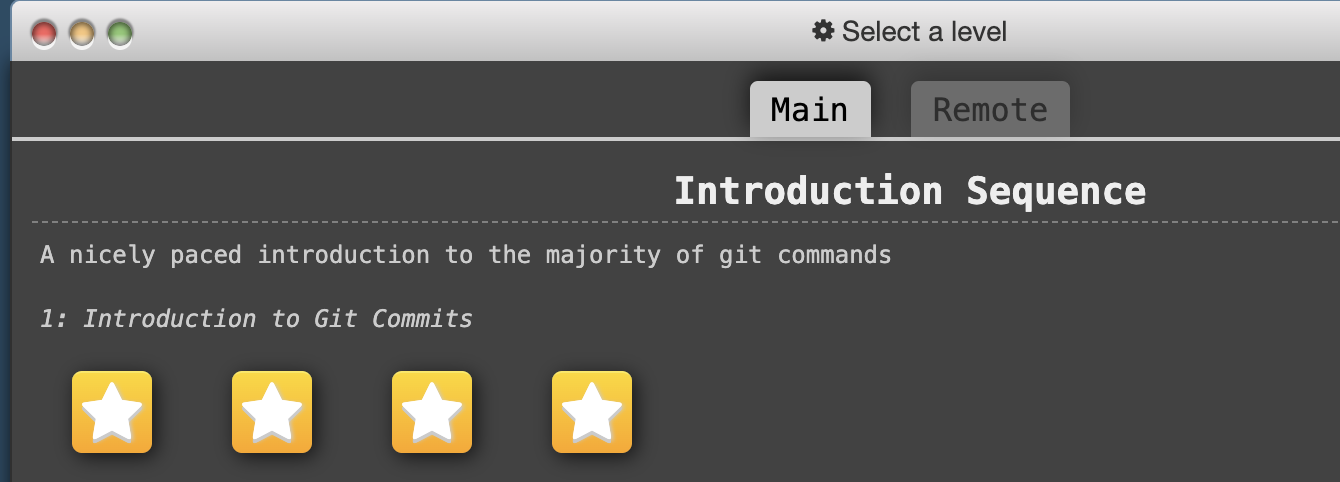 Select a level
Main Remote
Introduction Sequence
A nicely paced introduction to the majority of git commands
1: Introduction to Git Commits